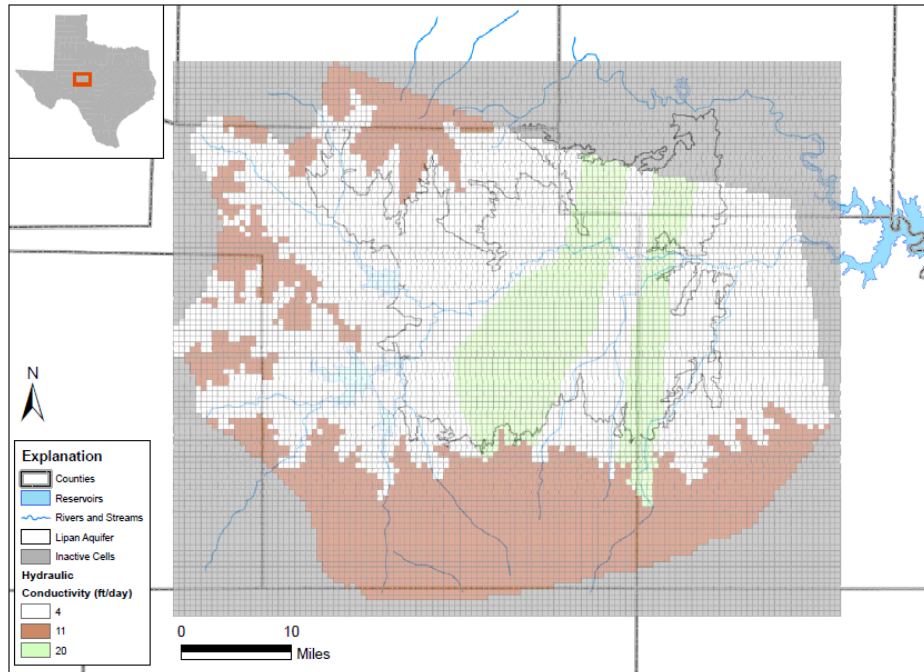 N
Explanation
Counties
Reservoirs
Rivers and Streams
Lipan Aquifer
Inactive Cells
Hydraulic
Conductivity (ft/day)
4
11
20
0 10
Miles